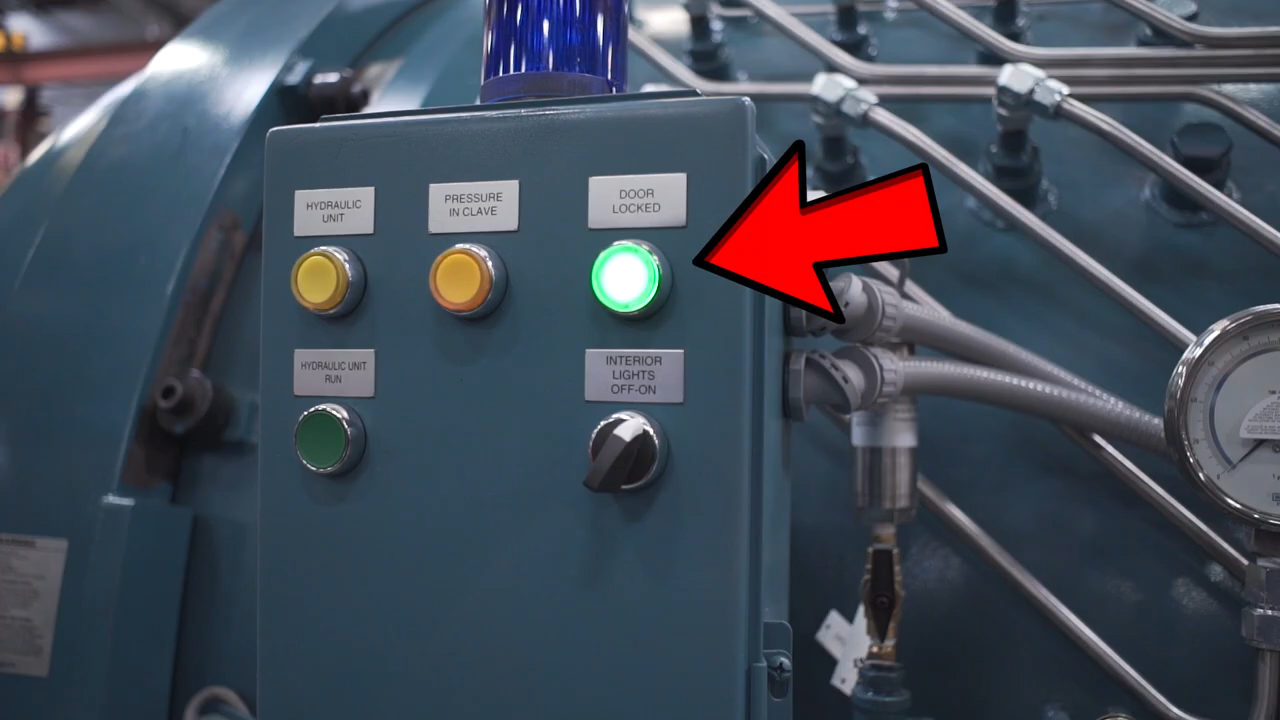 HYDRAULIC
UNIT
PRESSURE
IN CLAVE
DOOR
LOCKED
HYDRAULIC UNIT
RUN
INTERIOR
LIGHTS
OFF-ON